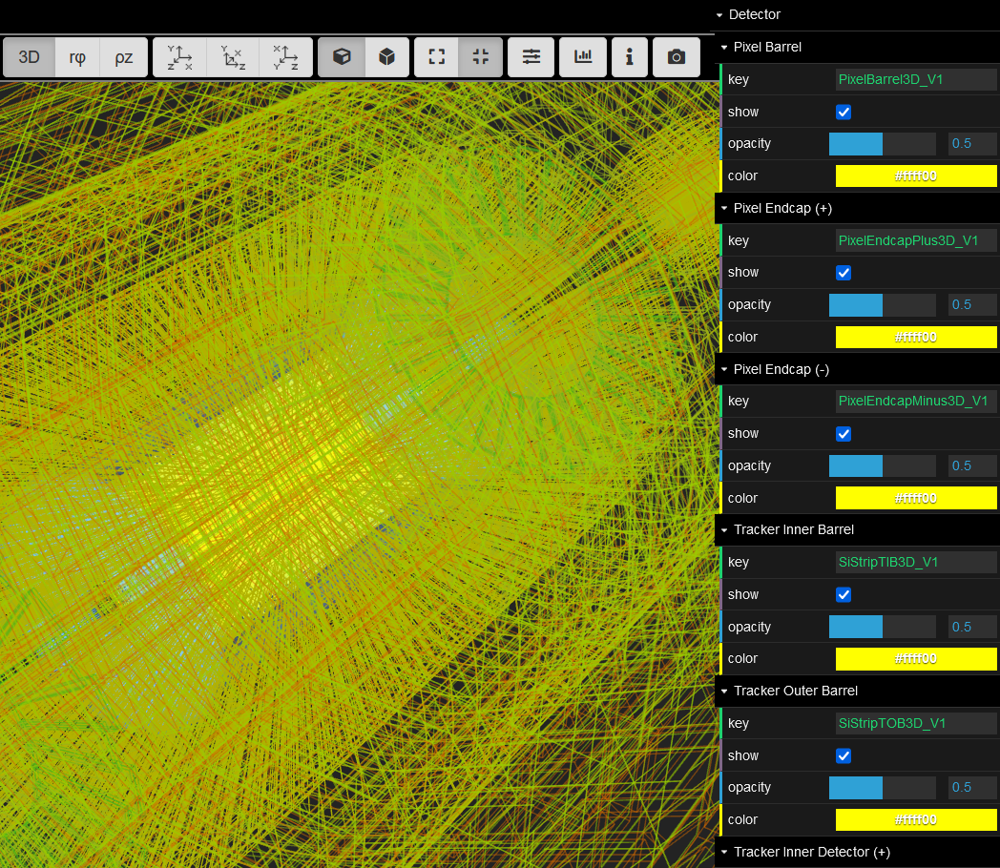 Detector
3D rφ ρz Y Z X Y X Z X Y Z
Pixel Barrel
key PixelBarrel3D_V1
show
opacity 0.5
color #ffff00
Pixel Endcap (+)
key PixelEndcapPlus3D_V1
show
opacity 0.5
color #ffff00
Pixel Endcap (-)
key PixelEndcapMinus3D_V1
show
opacity 0.5
color #ffff00
Tracker Inner Barrel
key SiStripTIB3D_V1
show
opacity 0.5
color #ffff00
Tracker Outer Barrel
key SiStripTOB3D_V1
show
opacity 0.5
color #ffff00
Tracker Inner Detector (+)